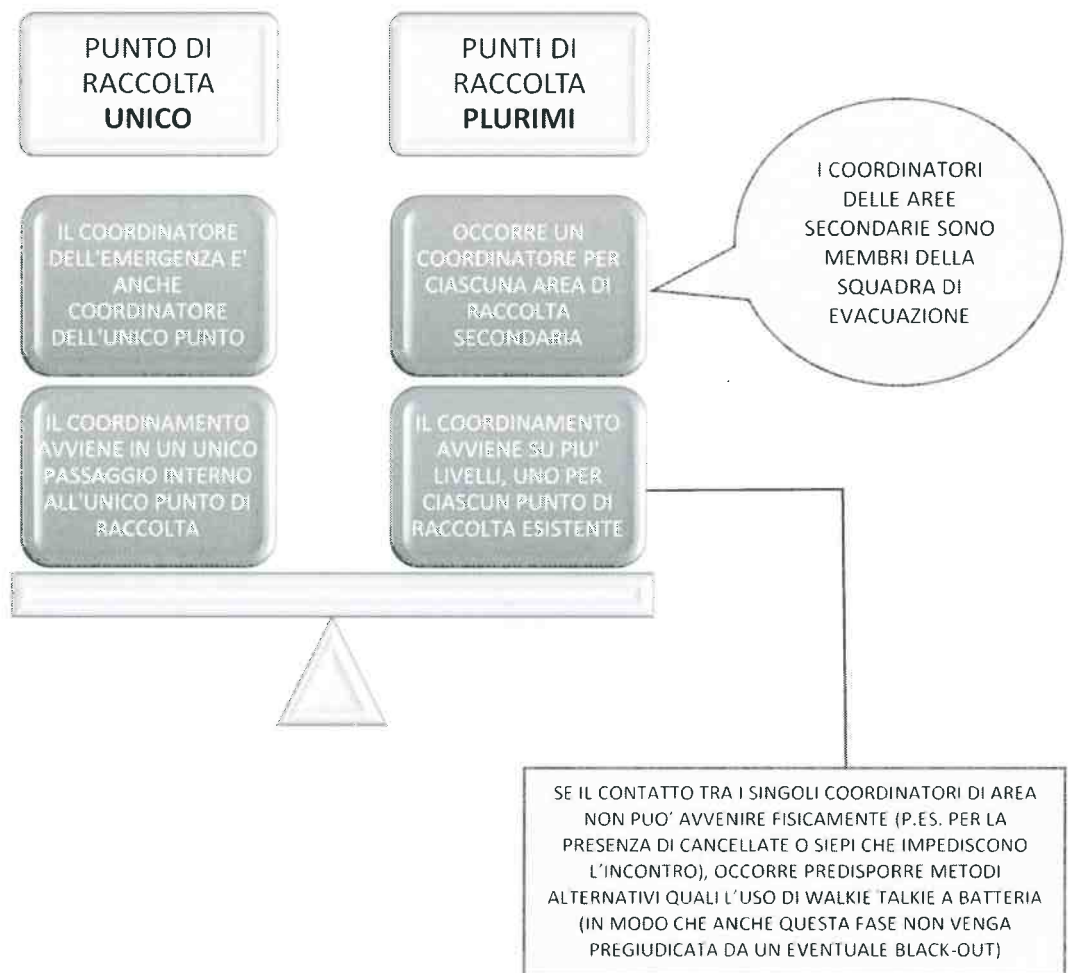 PUNTO DI
RACCOLTA
UNICO
PUNTI DI
RACCOLTA
PLURIMI
IL COORDINATORE
DELL'EMERGENZA E'
ANCHE
COORDINATORE
DELL'UNICO PUNTO
OCCORRE UN
COORDINATORE PER
CIASCUNA AREA DI
RACCOLTA
SECONDARIA
I COORDINATORI
DELLE AREE
SECONDARIE SONO
MEMBRI DELLA
SQUADRA DI
EVACUAZIONE
IL COORDINAMENTO
AVVIENE IN UN UNICO
PASSAGGIO INTERNO
ALL'UNICO PUNTO DI
RACCOLTA
IL COORDINAMENTO
AVVIENE SU PIU'
LIVELLI, UNO PER
CIASCUN PUNTO DI
RACCOLTA ESISTENTE
SE IL CONTATTO TRA I SINGOLI COORDINATORI DI AREA
NON PUO' AVVENIRE FISICAMENTE (P.ES. PER LA
PRESENZA DI CANCELLATE O SIEPI CHE IMPEDISCONO
L'INCONTRO), OCCORRE PREDISPORRE METODI
ALTERNATIVI QUALI L'USO DI WALKIE TALKIE A BATTERIA
(IN MODO CHE ANCHE QUESTA FASE NON VENGA
PREGIUDICATA DA UN EVENTUALE BLACK-OUT)